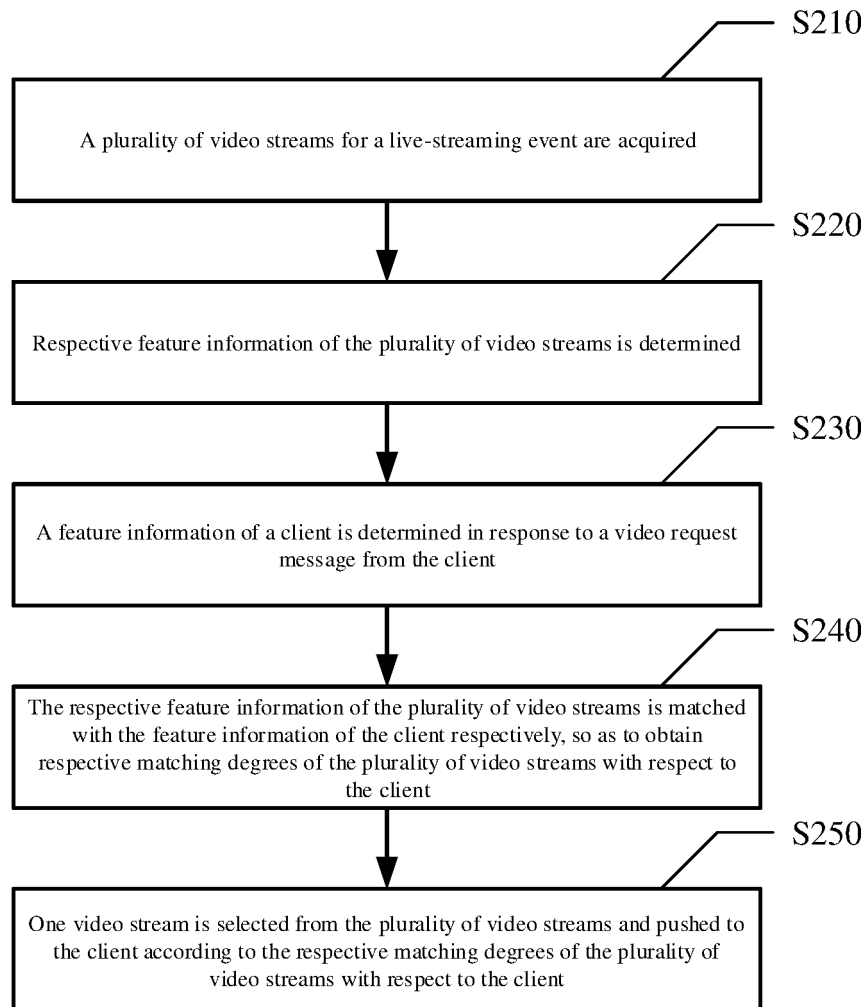 S210
A plurality of video streams for a live-streaming event are acquired
S220
Respective feature information of the plurality of video streams is determined
S230
A feature information of a client is determined in response to a video request
message from the client
S240
The respective feature information of the plurality of video streams is matched
with the feature information of the client respectively, so as to obtain
respective matching degrees of the plurality of video streams with respect to
the client
S250
One video stream is selected from the plurality of video streams and pushed to
the client according to the respective matching degrees of the plurality of
video streams with respect to the client